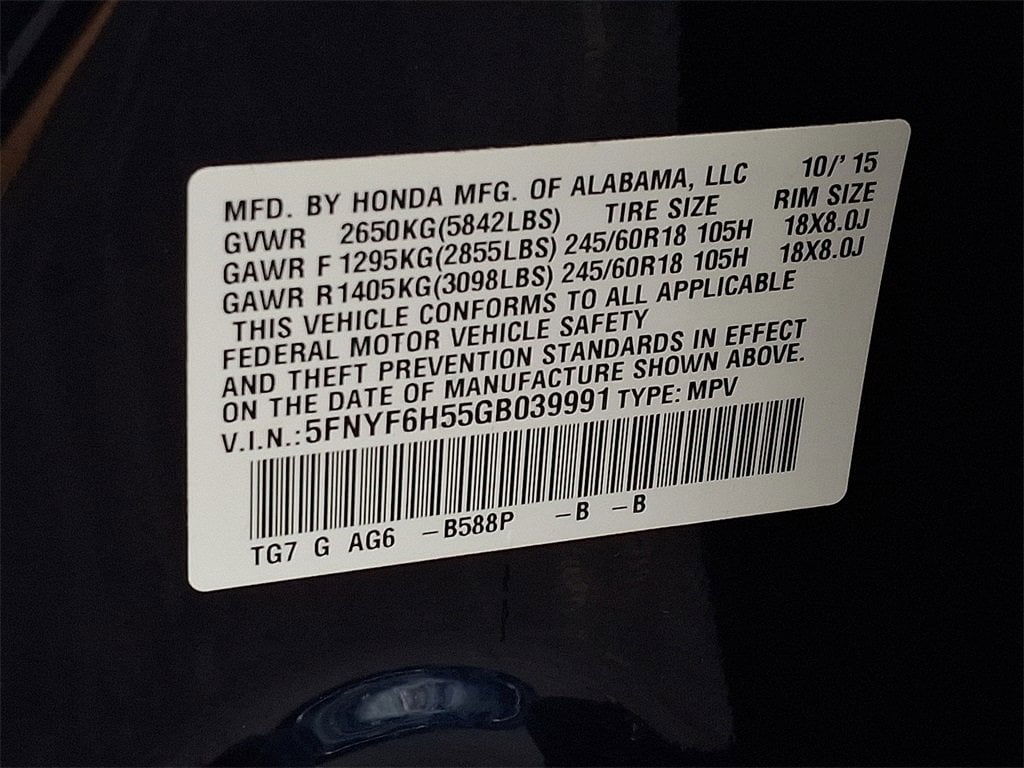 MFD. BY HONDA MFG. OF ALABAMA, LLC 10/' 15
GVWR 2650KG(5842LBS) TIRE SIZE RIM SIZE
GAWR F 1295KG(2855LBS) 245/60R18 105H 18X8.0J
GAWR R1405KG(3098LBS) 245/60R18 105H 18X8.0J
THIS VEHICLE CONFORMS TO ALL APPLICABLE
FEDERAL MOTOR VEHICLE SAFETY
AND THEFT PREVENTION STANDARDS IN EFFECT
ON THE DATE OF MANUFACTURE SHOWN ABOVE.
V.I.N.:5FNYF6H55GB039991 TYPE: MPV
TG7 G AG6 –B588P –B –B